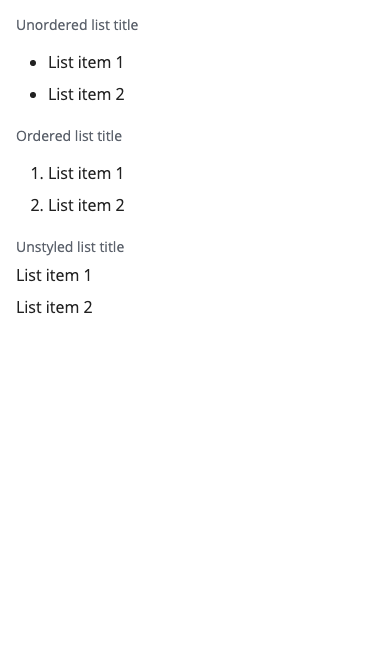 Unordered list title
• List item 1
• List item 2
Ordered list title
1. List item 1
2. List item 2
Unstyled list title
List item 1
List item 2